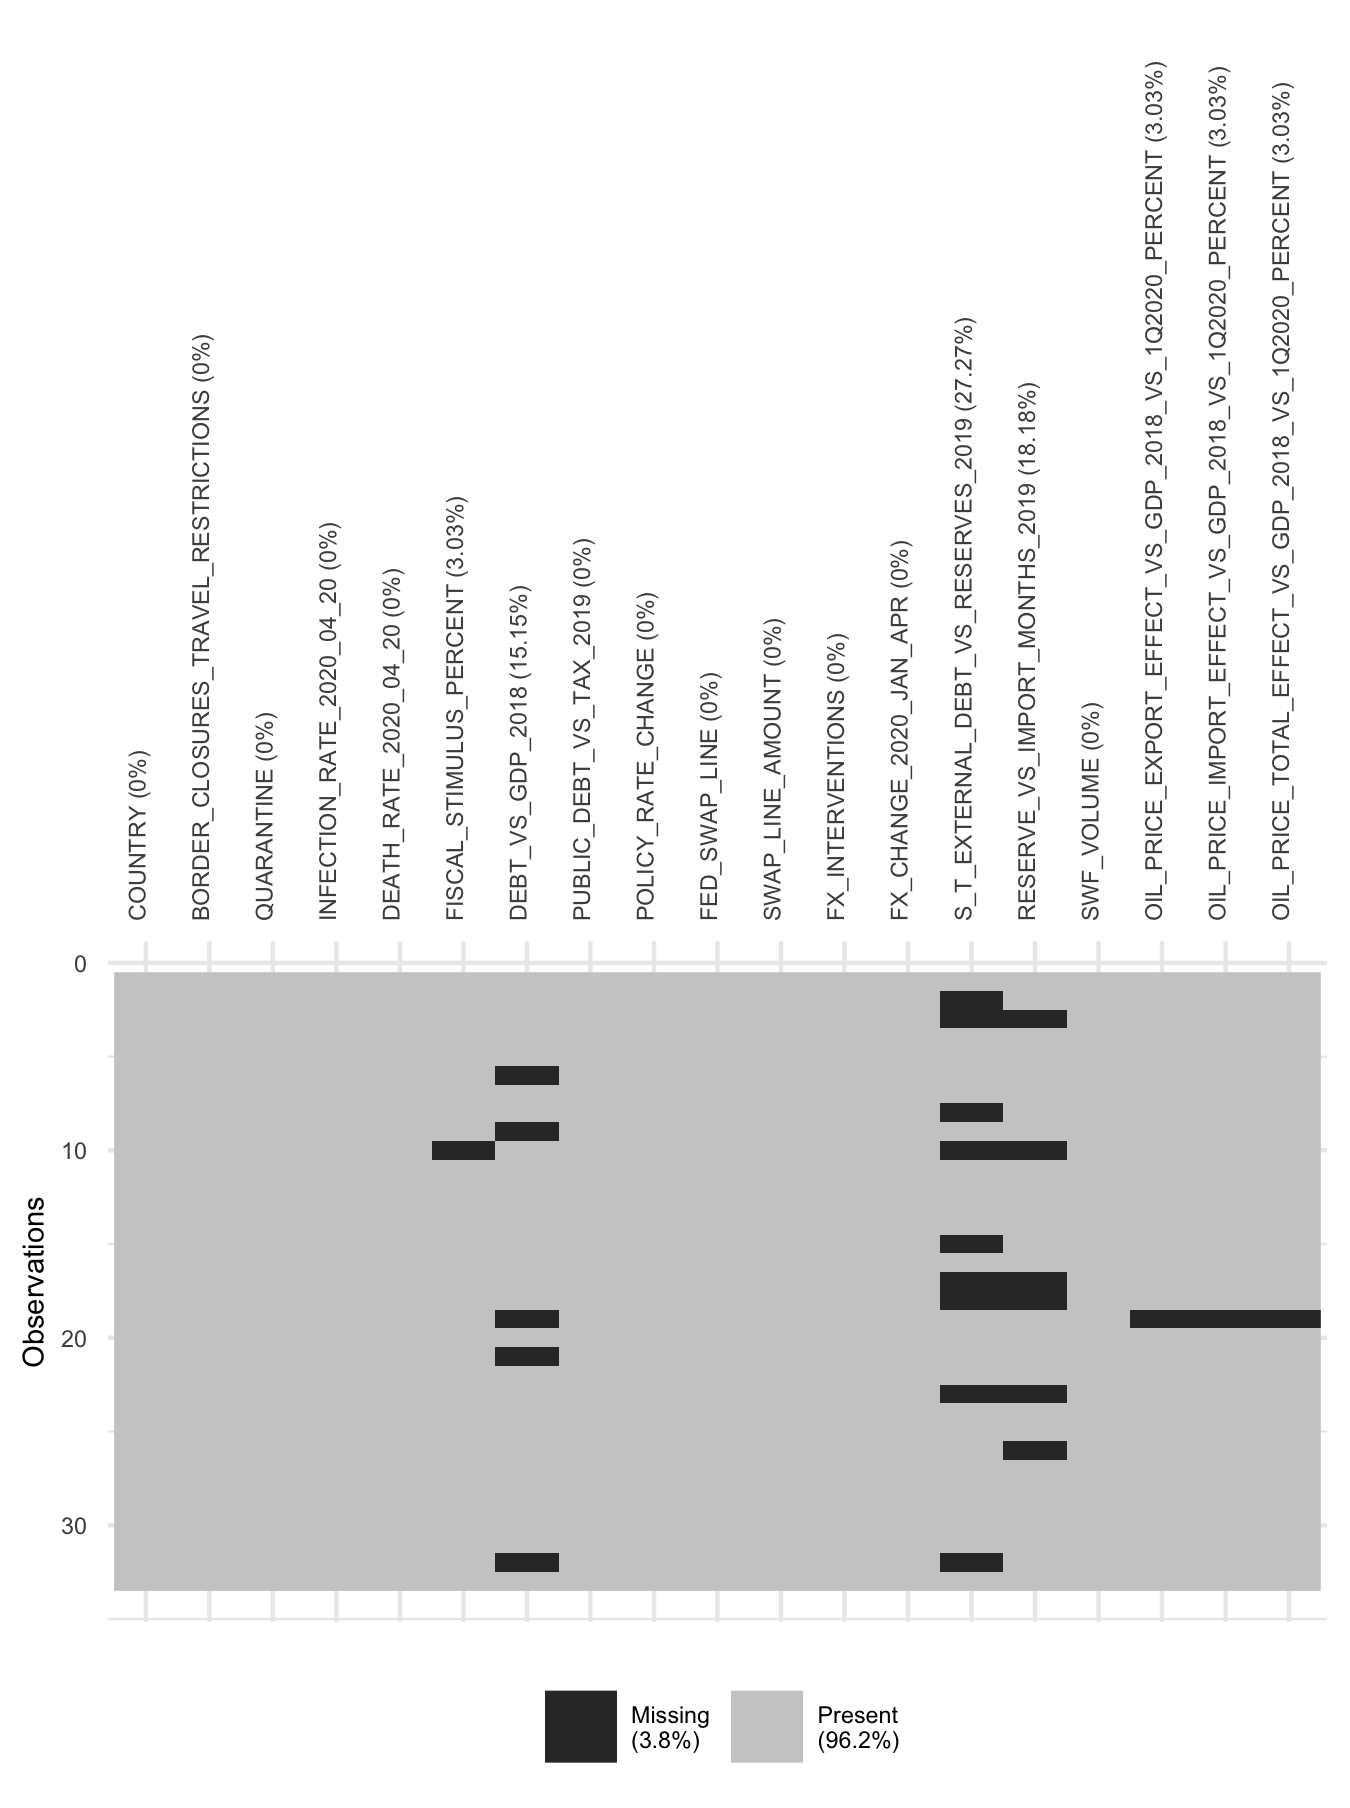 COUNTRY (0%)
BORDER_CLOSURES_TRAVEL_RESTRICTIONS (0%)
QUARANTINE (0%)
INFECTION_RATE_2020_04_20 (0%)
DEATH_RATE_2020_04_20 (0%)
FISCAL_STIMULUS_PERCENT (3.03%)
DEBT_VS_GDP_2018 (15.15%)
PUBLIC_DEBT_VS_TAX_2019 (0%)
POLICY_RATE_CHANGE (0%)
FED_SWAP_LINE (0%)
SWAP_LINE_AMOUNT (0%)
FX_INTERVENTIONS (0%)
FX_CHANGE_2020_JAN_APR (0%)
S_T_EXTERNAL_DEBT_VS_RESERVES_2019 (27.27%)
RESERVE_VS_IMPORT_MONTHS_2019 (18.18%)
SWF_VOLUME (0%)
OIL_PRICE_EXPORT_EFFECT_VS_GDP_2018_VS_1Q2020_PERCENT (3.03%)
OIL_PRICE_IMPORT_EFFECT_VS_GDP_2018_VS_1Q2020_PERCENT (3.03%)
OIL_PRICE_TOTAL_EFFECT_VS_GDP_2018_VS_1Q2020_PERCENT (3.03%)
0
10
20
30
Observations
Missing
(3.8%)
Present
(96.2%)